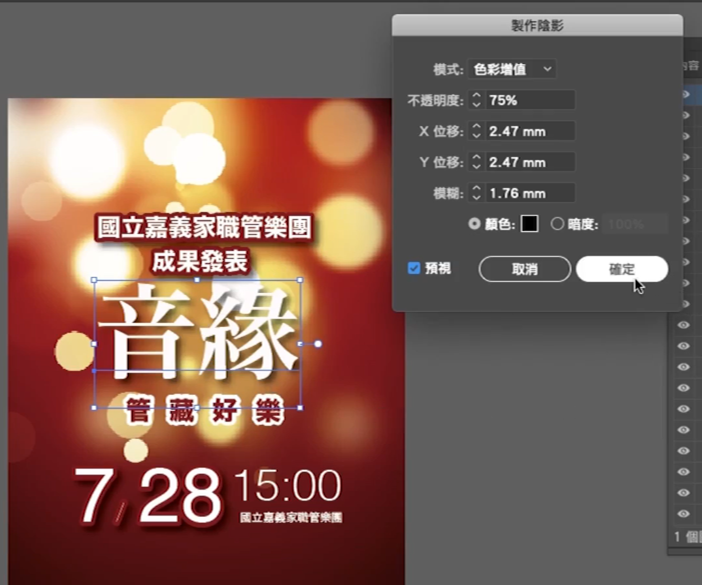 製作陰影
模式: 色彩增值
不透明度: 75%
X 位移: 2.47 mm
Y 位移: 2.47 mm
模糊: 1.76 mm
顏色: 暗度: 100%
預視 取消 確定
內容
國立嘉義家職管樂團
成果發表
音緣
管藏好樂
7/28 15:00
國立嘉義家職管樂團
1 個